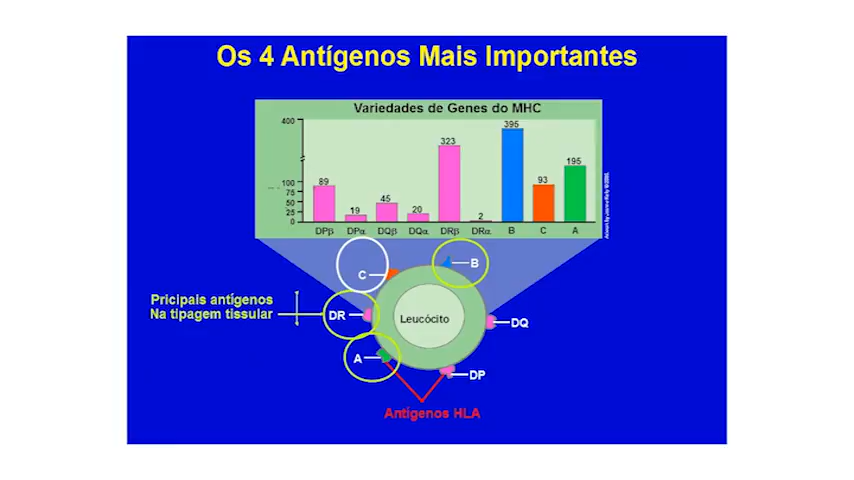 Os 4 Antígenos Mais Importantes
Variedades de Genes do MHC
400
100
75
50
25
0
89
19
45
20
323
2
395
93
195
DPβ DPα DQβ DQα DRβ DRα B C A
C
B
Pricipais antígenos
Na tipagem tissular
DR
Leucócito
DQ
A
DP
Antígenos HLA